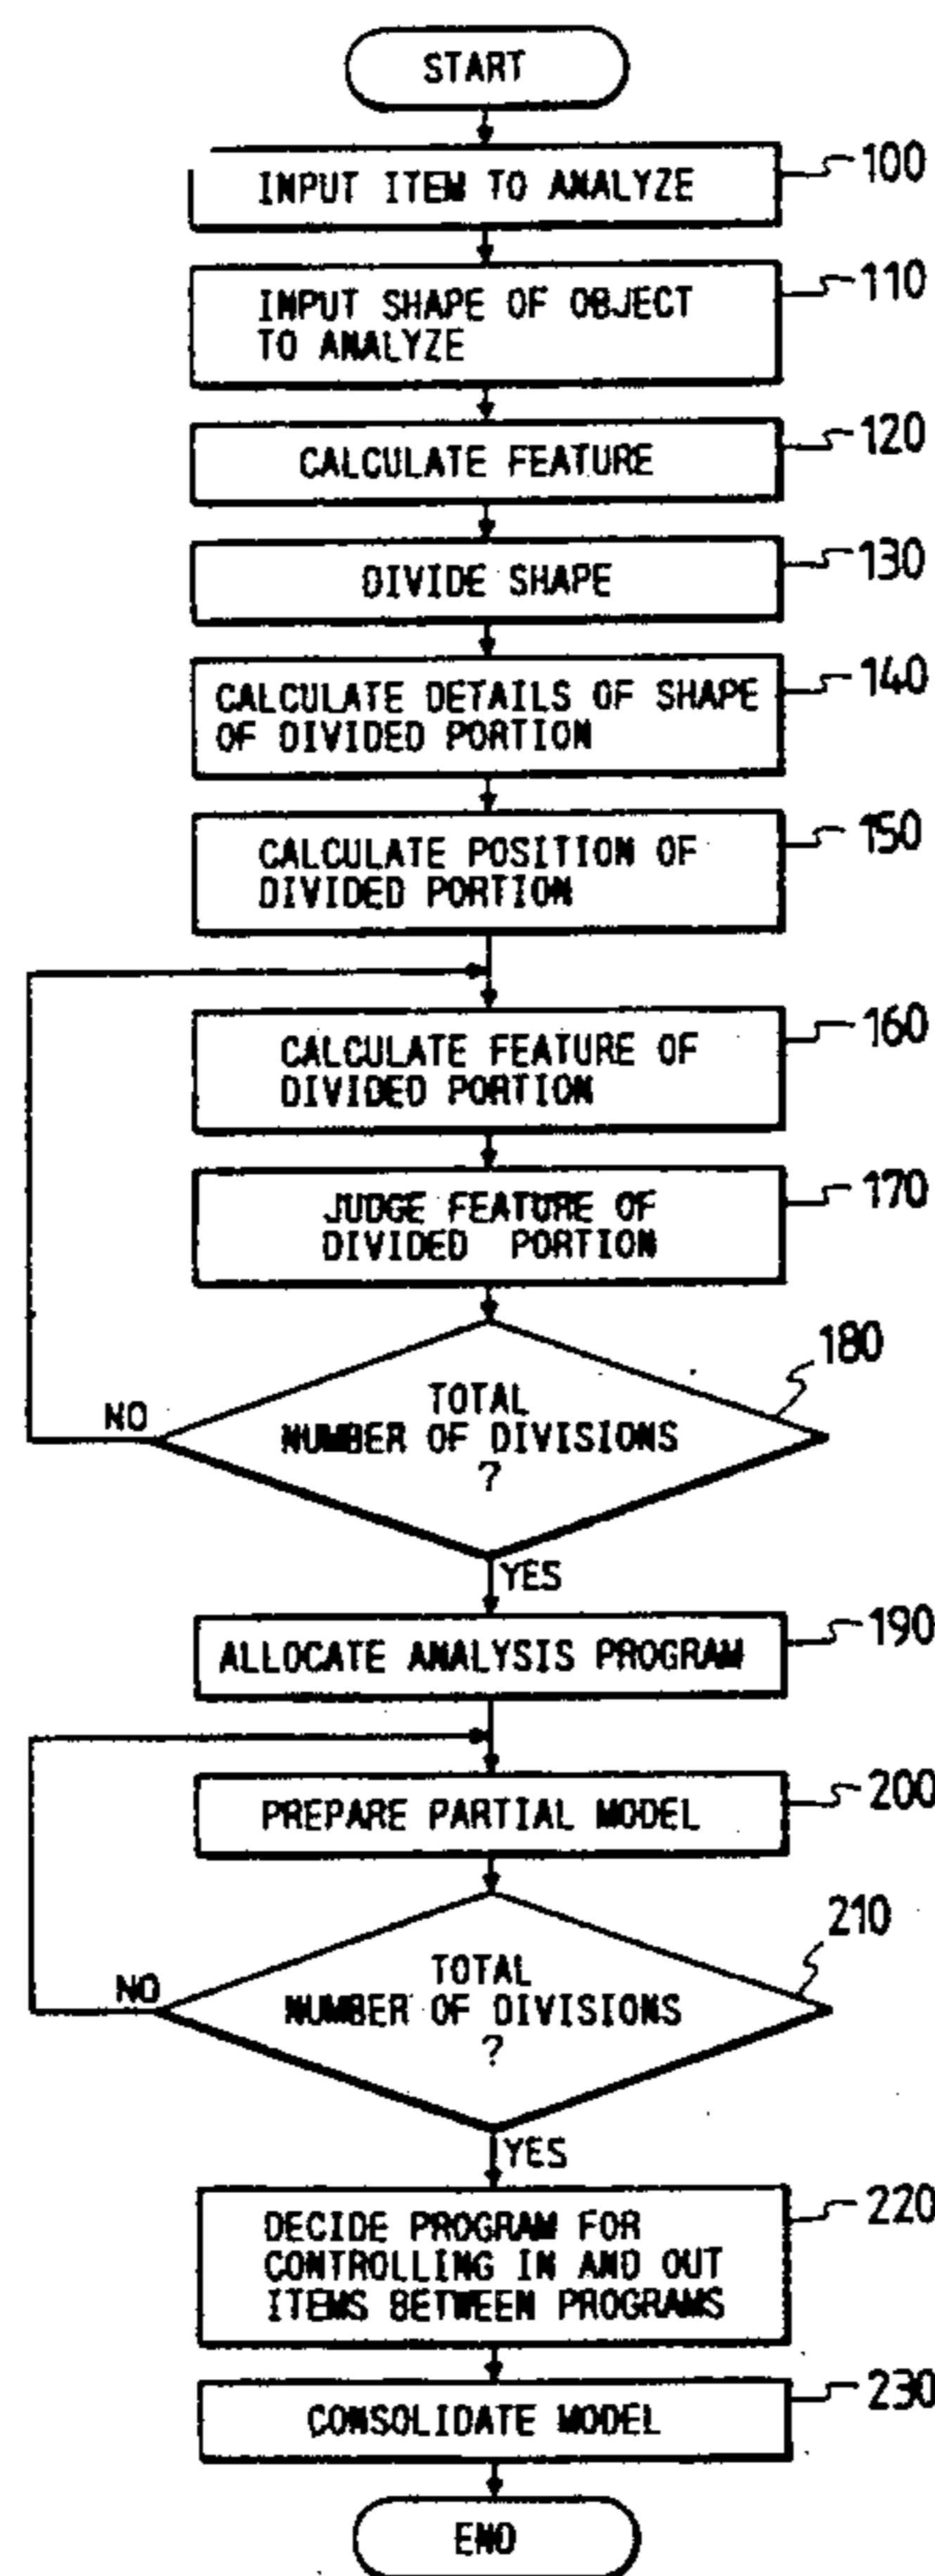 START
INPUT ITEM TO ANALYZE
100
INPUT SHAPE OF OBJECT
TO ANALYZE
110
CALCULATE FEATURE
120
DIVIDE SHAPE
130
CALCULATE DETAILS OF SHAPE
OF DIVIDED PORTION
140
CALCULATE POSITION OF
DIVIDED PORTION
150
CALCULATE FEATURE OF
DIVIDED PORTION
160
JUDGE FEATURE OF
DIVIDED PORTION
170
180
TOTAL
NUMBER OF DIVISIONS
?
NO
YES
ALLOCATE ANALYSIS PROGRAM
190
PREPARE PARTIAL MODEL
200
210
TOTAL
NUMBER OF DIVISIONS
?
NO
YES
DECIDE PROGRAM FOR
CONTROLLING IN AND OUT
ITEMS BETWEEN PROGRAMS
220
CONSOLIDATE MODEL
230
END